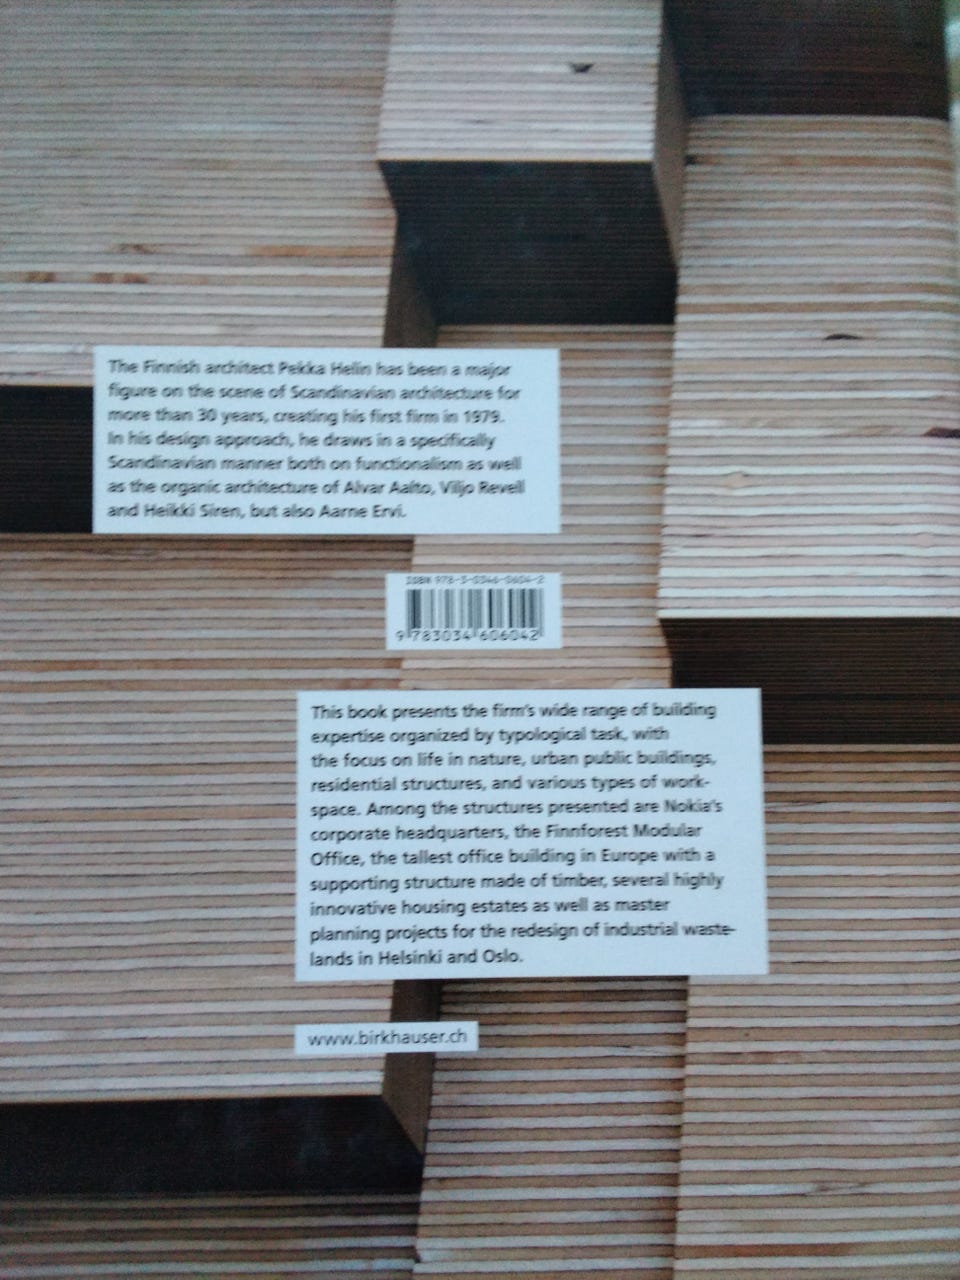 The Finnish architect Pekka Helin has been a major
figure on the scene of Scandinavian architecture for
more than 30 years, creating his first firm in 1979.
In his design approach, he draws in a specifically
Scandinavian manner both on functionalism as well
as the organic architecture of Alvar Aalto, Viljo Revell
and Heikki Siren, but also Aarne Ervi.
ISBN 978-3-0346-0604-2
9 783034 606042
This book presents the firm's wide range of building
expertise organized by typological task, with
the focus on life in nature, urban public buildings,
residential structures, and various types of work-
space. Among the structures presented are Nokia's
corporate headquarters, the Finnforest Modular
Office, the tallest office building in Europe with a
supporting structure made of timber, several highly
innovative housing estates as well as master
planning projects for the redesign of industrial waste-
lands in Helsinki and Oslo.
www.birkhauser.ch